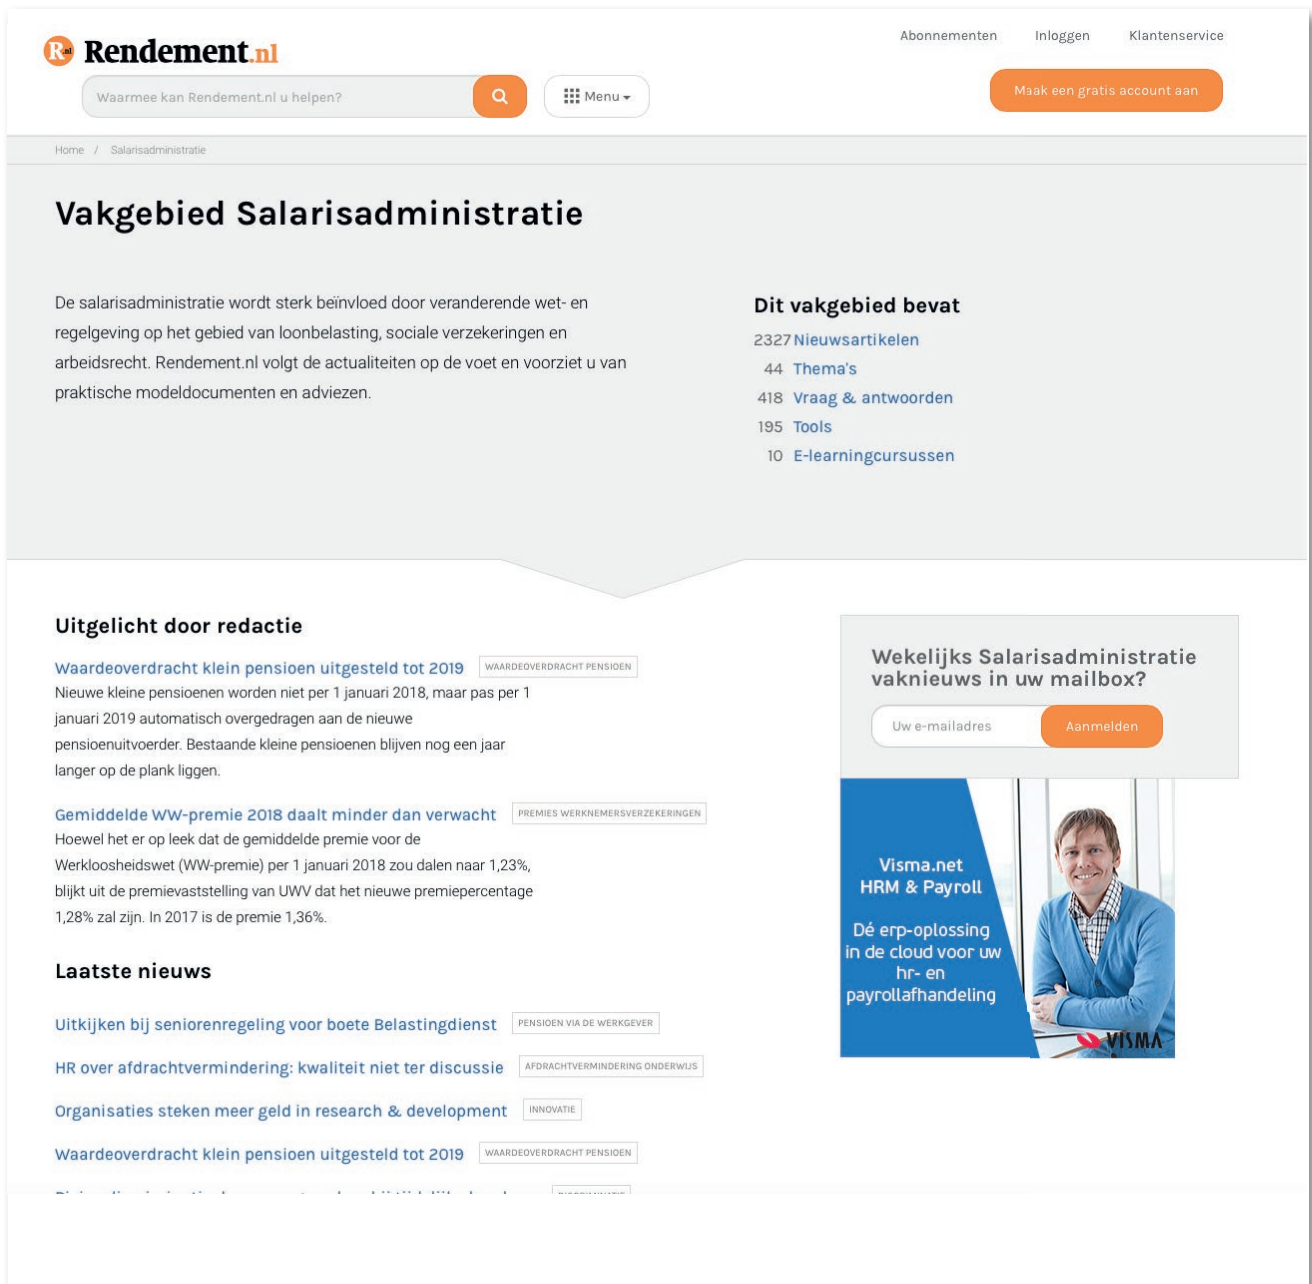 Abonnementen Inloggen Klantenservice
R.nl Rendement.nl
Waarmee kan Rendement.nl u helpen? Menu
Maak een gratis account aan
Home / Salarisadministratie
Vakgebied Salarisadministratie
De salarisadministratie wordt sterk beïnvloed door veranderende wet- en
regelgeving op het gebied van loonbelasting, sociale verzekeringen en
arbeidsrecht. Rendement.nl volgt de actualiteiten op de voet en voorziet u van
praktische modeldocumenten en adviezen.
Dit vakgebied bevat
2327 Nieuwsartikelen
44 Thema's
418 Vraag & antwoorden
195 Tools
10 E-learningcursussen
Uitgelicht door redactie
Waardeoverdracht klein pensioen uitgesteld tot 2019 WAARDEOVERDRACHT PENSIOEN
Nieuwe kleine pensioenen worden niet per 1 januari 2018, maar pas per 1
januari 2019 automatisch overgedragen aan de nieuwe
pensioenuitvoerder. Bestaande kleine pensioenen blijven nog een jaar
langer op de plank liggen.
Gemiddelde WW-premie 2018 daalt minder dan verwacht PREMIES WERKNEMERSVERZEKERINGEN
Hoewel het er op leek dat de gemiddelde premie voor de
Werkloosheidswet (WW-premie) per 1 januari 2018 zou dalen naar 1,23%,
blijkt uit de premievaststelling van UWV dat het nieuwe premiepercentage
1,28% zal zijn. In 2017 is de premie 1,36%.
Laatste nieuws
Uitkijken bij seniorenregeling voor boete Belastingdienst PENSIOEN VIA DE WERKGEVER
HR over afdrachtvermindering: kwaliteit niet ter discussie AFDRACHTVERMINDERING ONDERWIJS
Organisaties steken meer geld in research & development INNOVATIE
Waardeoverdracht klein pensioen uitgesteld tot 2019 WAARDEOVERDRACHT PENSIOEN
Wekelijks Salarisadministratie
vaknieuws in uw mailbox?
Uw e-mailadres Aanmelden
Visma.net
HRM & Payroll
Dé erp-oplossing
in de cloud voor uw
hr- en
payrollafhandeling
VISMA